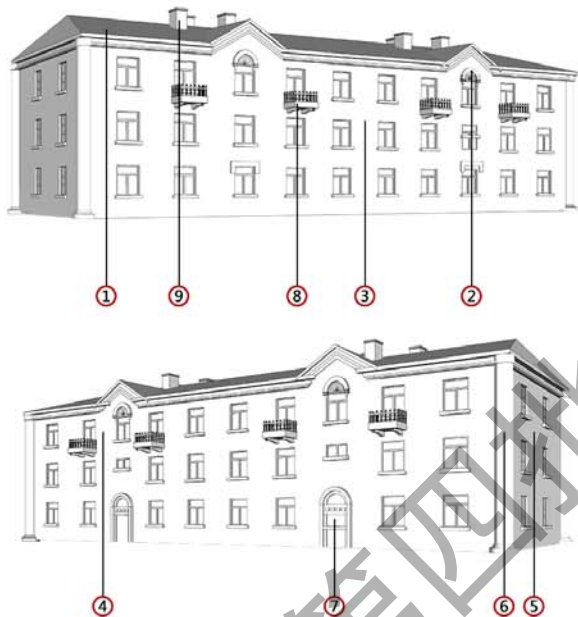 ① ⑨ ⑧ ③ ②
④ ⑦ ⑥ ⑤